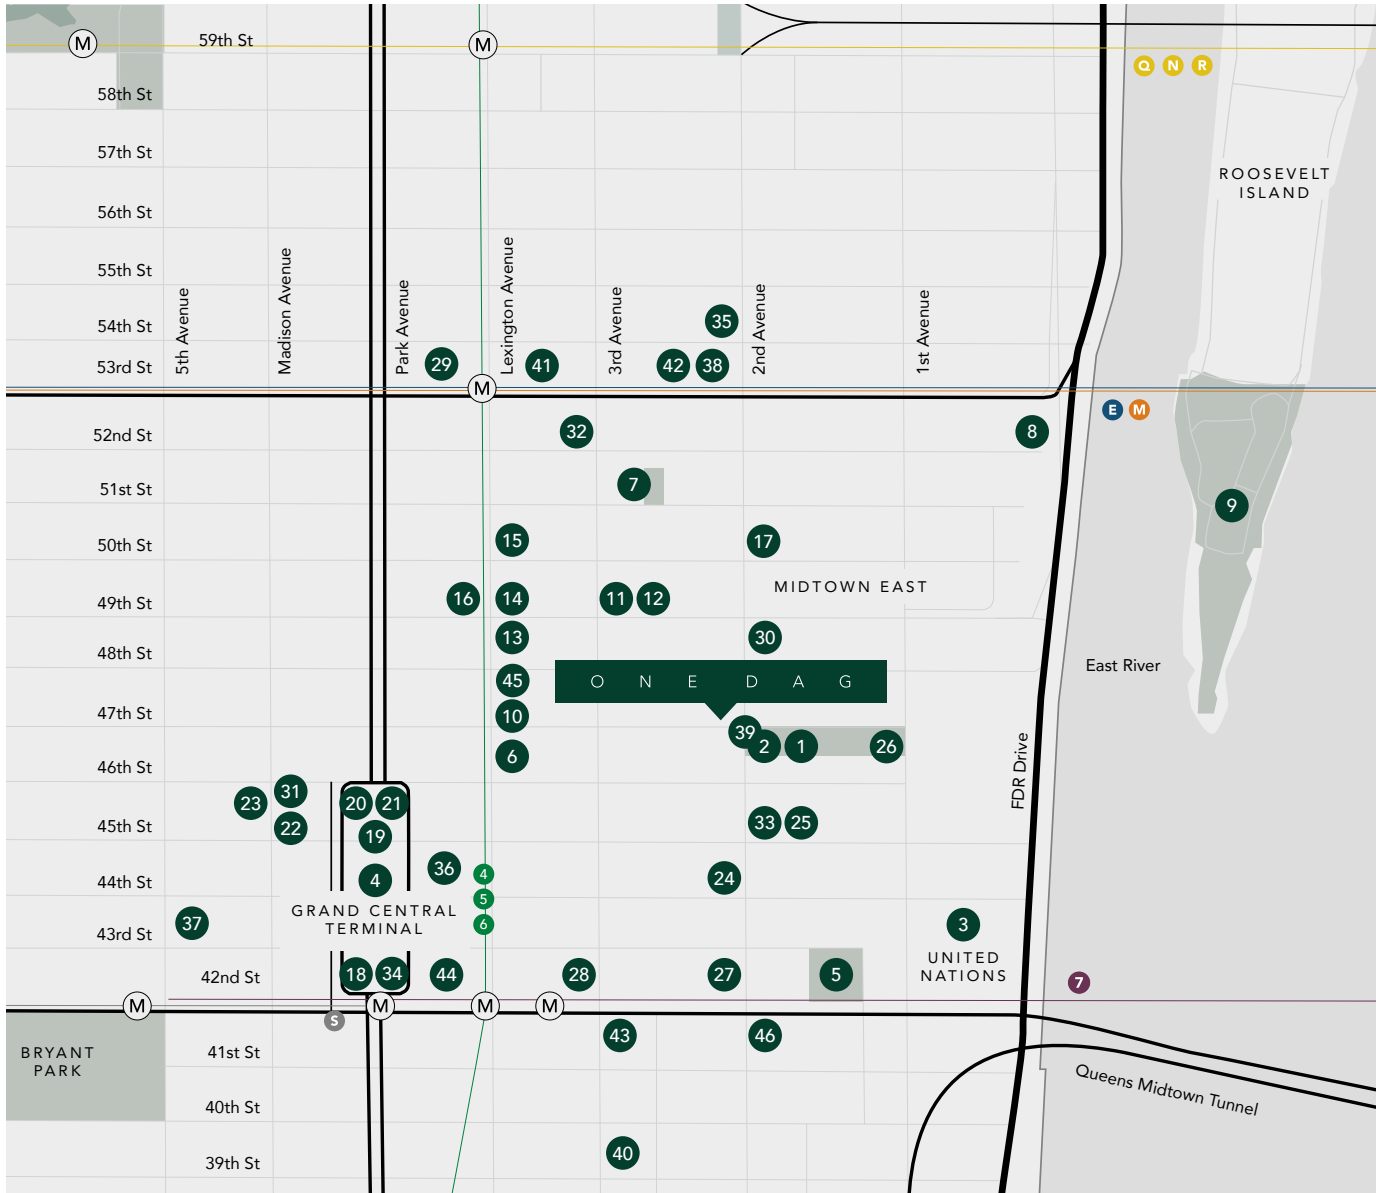 M
59th St
M
Q N R
58th St
57th St
ROOSEVELT
ISLAND
56th St
55th St
5th Avenue
Madison Avenue
Park Avenue
Lexington Avenue
3rd Avenue
2nd Avenue
1st Avenue
54th St
35
53rd St
29
41
42
38
M
E M
52nd St
32
8
51st St
7
9
50th St
15
17
MIDTOWN EAST
49th St
16
14
11
12
13
30
48th St
45
ONE DAG
East River
47th St
10
39
2
1
26
46th St
6
FDR Drive
23
31
20
21
45th St
22
19
33
25
44th St
4
36
4
5
6
24
GRAND CENTRAL
TERMINAL
37
43rd St
3
UNITED
NATIONS
42nd St
18
34
44
28
27
5
7
M
M
M
M
S
43
46
BRYANT
PARK
41st St
Queens Midtown Tunnel
40th St
40
39th St